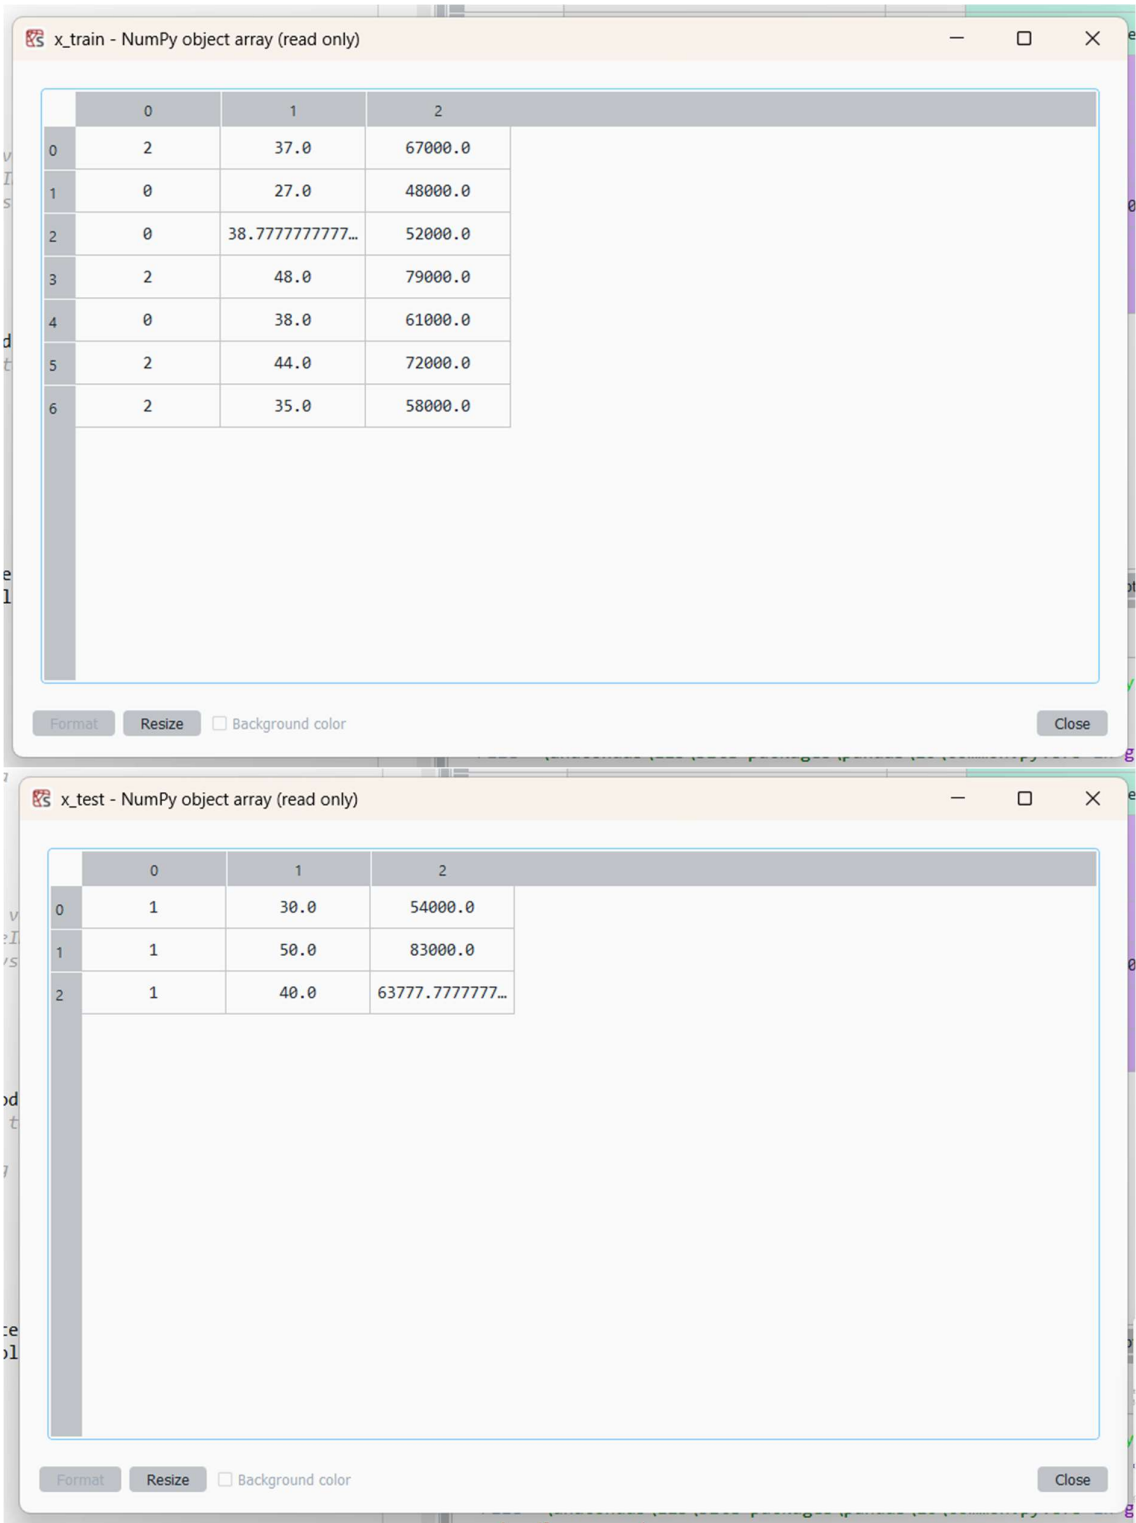 x_train - NumPy object array (read only)
0 1 2
0 2 37.0 67000.0
1 0 27.0 48000.0
2 0 38.7777777777… 52000.0
3 2 48.0 79000.0
4 0 38.0 61000.0
5 2 44.0 72000.0
6 2 35.0 58000.0
Format Resize Background color Close
x_test - NumPy object array (read only)
0 1 2
0 1 30.0 54000.0
1 1 50.0 83000.0
2 1 40.0 63777.7777777…
Format Resize Background color Close